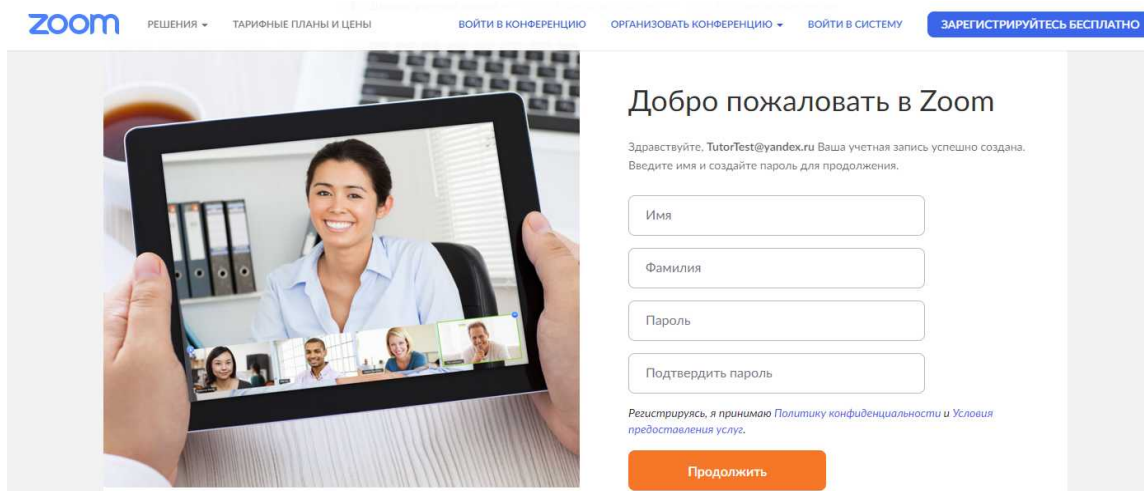 zoom
РЕШЕНИЯ ТАРИФНЫЕ ПЛАНЫ И ЦЕНЫ ВОЙТИ В КОНФЕРЕНЦИЮ ОРГАНИЗОВАТЬ КОНФЕРЕНЦИЮ ВОЙТИ В СИСТЕМУ ЗАРЕГИСТРИРУЙТЕСЬ БЕСПЛАТНО
Добро пожаловать в Zoom
Здравствуйте, TutorTest@yandex.ru Ваша учетная запись успешно создана.
Введите имя и создайте пароль для продолжения.
Имя
Фамилия
Пароль
Подтвердить пароль
Регистрируясь, я принимаю Политику конфиденциальности и Условия
предоставления услуг.
Продолжить